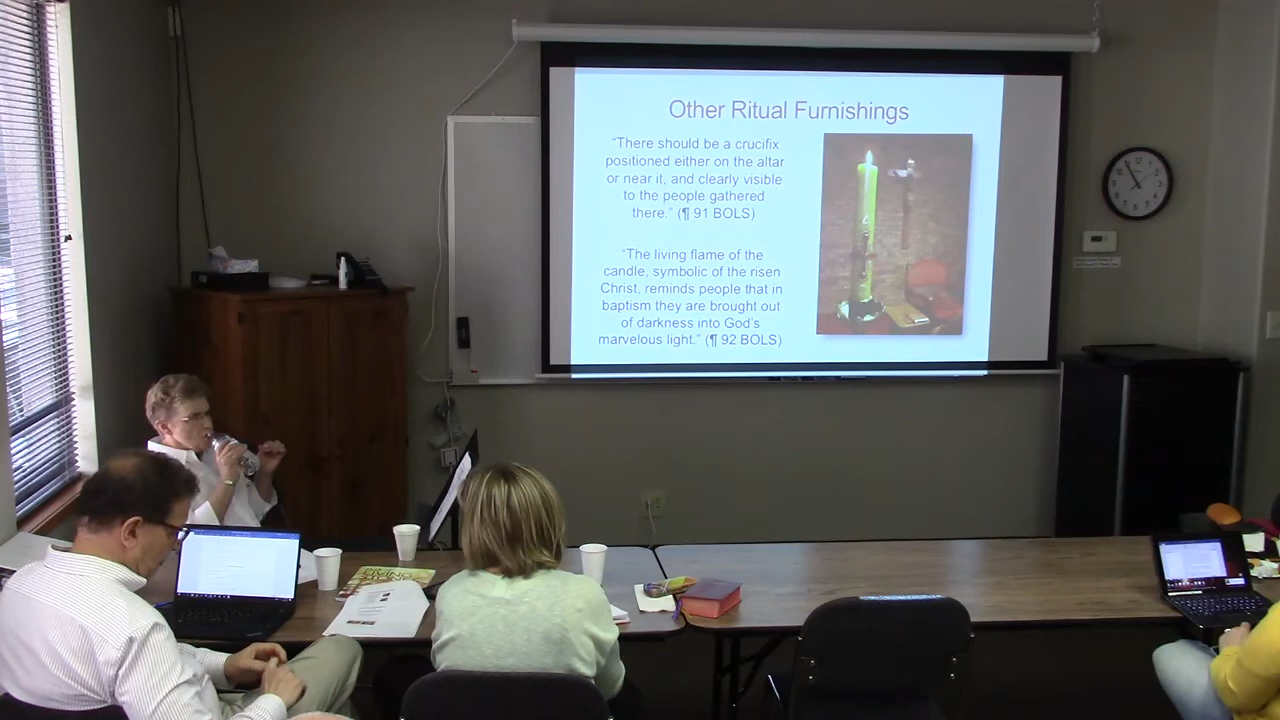 Other Ritual Furnishings
“There should be a crucifix
positioned either on the altar
or near it, and clearly visible
to the people gathered
there.” (¶ 91 BOLS)
“The living flame of the
candle, symbolic of the risen
Christ, reminds people that in
baptism they are brought out
of darkness into God’s
marvelous light.” (¶ 92 BOLS)
LIVING